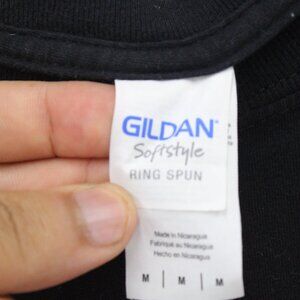 GILDAN
Softstyle
RING SPUN
Made in Nicaragua
Fabriqué au Nicaragua
Hecho en Nicaragua
M | M | M